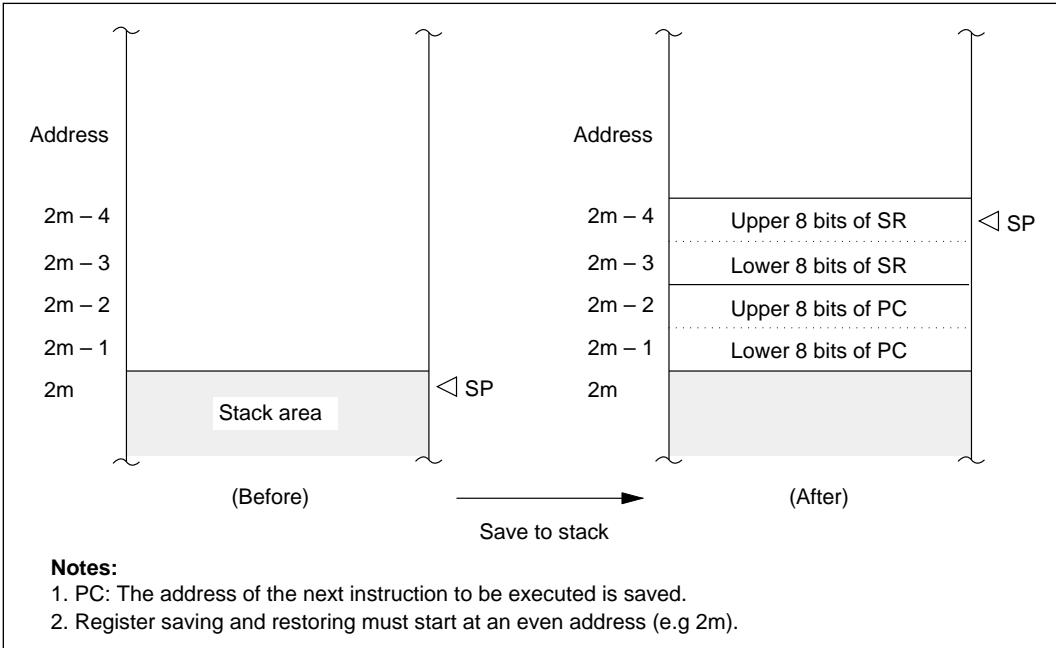 Address
2m – 4
2m – 3
2m – 2
2m – 1
2m
Stack area
SP
(Before)
Save to stack
Address
2m – 4
2m – 3
2m – 2
2m – 1
2m
Upper 8 bits of SR
Lower 8 bits of SR
Upper 8 bits of PC
Lower 8 bits of PC
SP
(After)
Notes:
1. PC: The address of the next instruction to be executed is saved.
2. Register saving and restoring must start at an even address (e.g 2m).